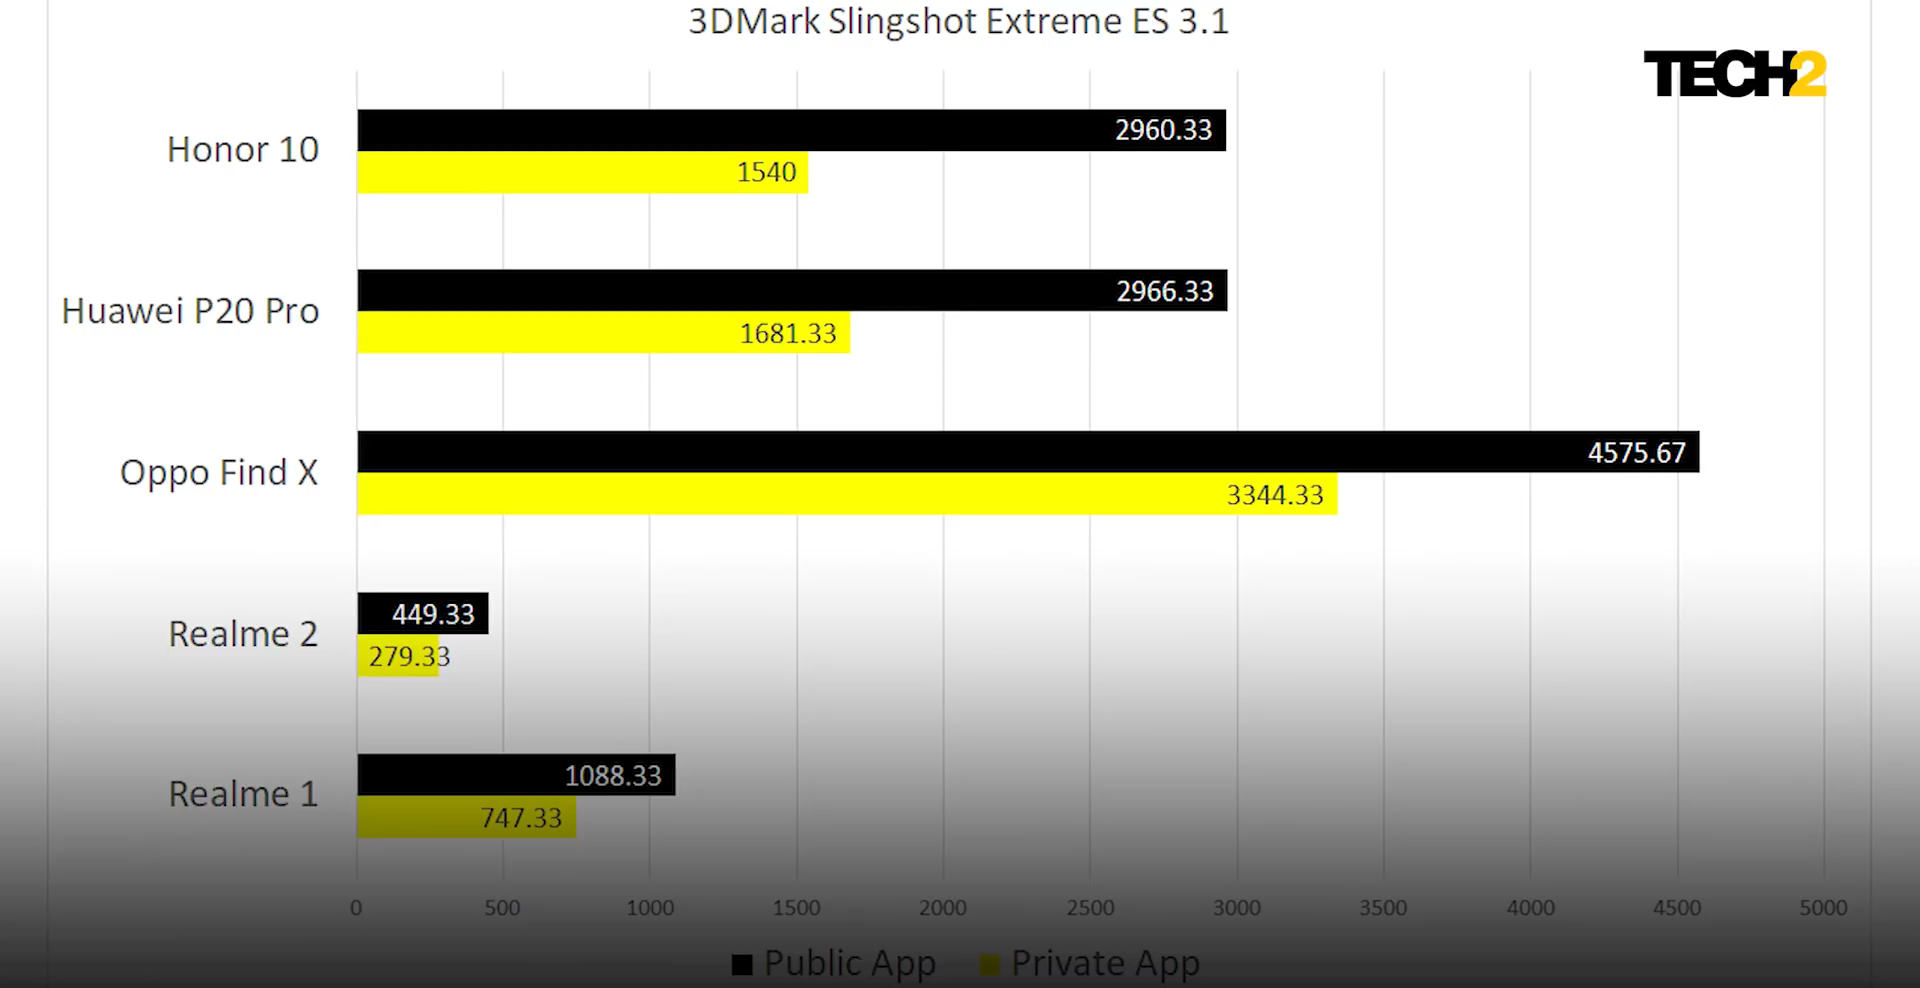 3DMark Slingshot Extreme ES 3.1
TECH2
Honor 10
2960.33
1540
Huawei P20 Pro
2966.33
1681.33
Oppo Find X
4575.67
3344.33
Realme 2
449.33
279.33
Realme 1
1088.33
747.33
0 500 1000 1500 2000 2500 3000 3500 4000 4500 5000
Public App Private App